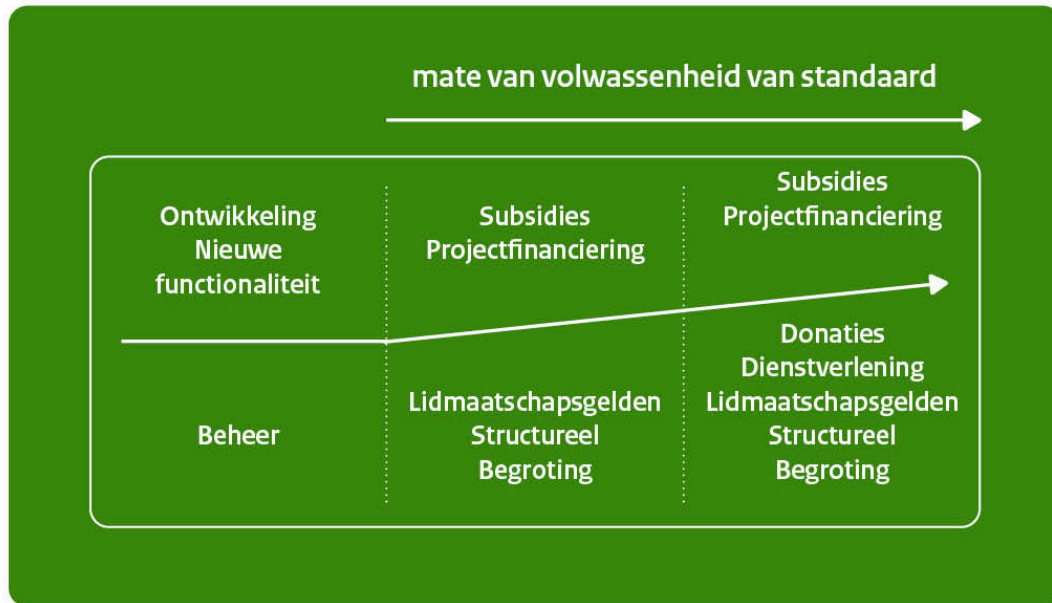 mate van volwassenheid van standaard
Ontwikkeling
Nieuwe
functionaliteit
Beheer
Subsidies
Projectfinanciering
Lidmaatschapsgelden
Structureel
Begroting
Subsidies
Projectfinanciering
Donaties
Dienstverlening
Lidmaatschapsgelden
Structureel
Begroting